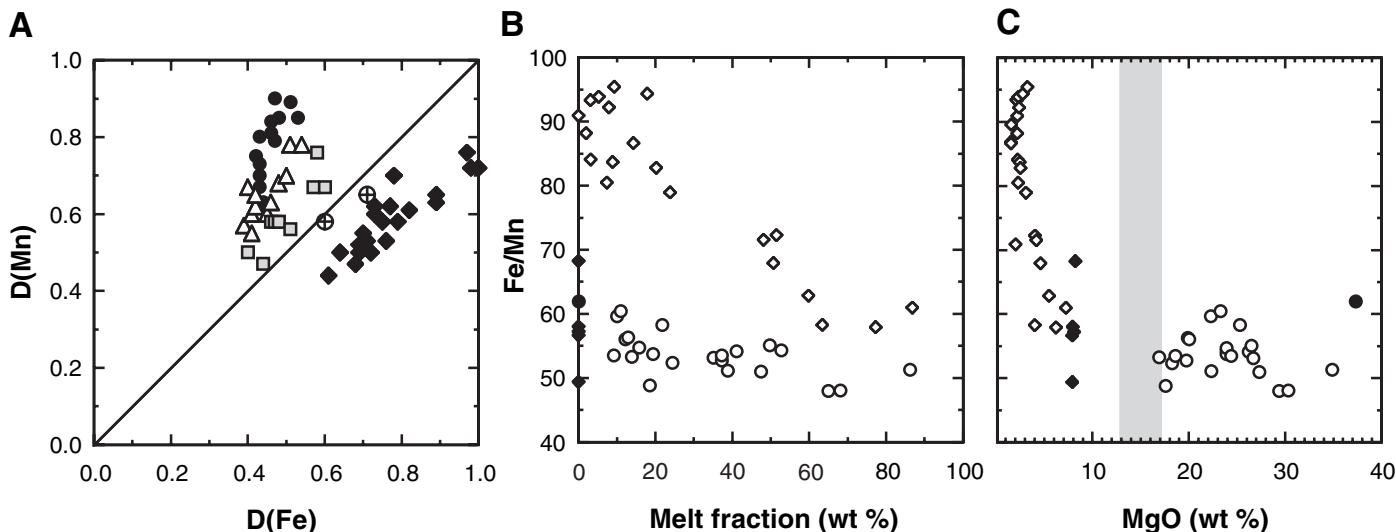 A
B
C
1.0
0.8
0.6
0.4
0.2
0.0
D(Mn)
0.0 0.2 0.4 0.6 0.8 1.0
D(Fe)
100
90
80
70
60
50
40
Fe/Mn
0 20 40 60 80 100
Melt fraction (wt %)
10 20 30 40
MgO (wt %)